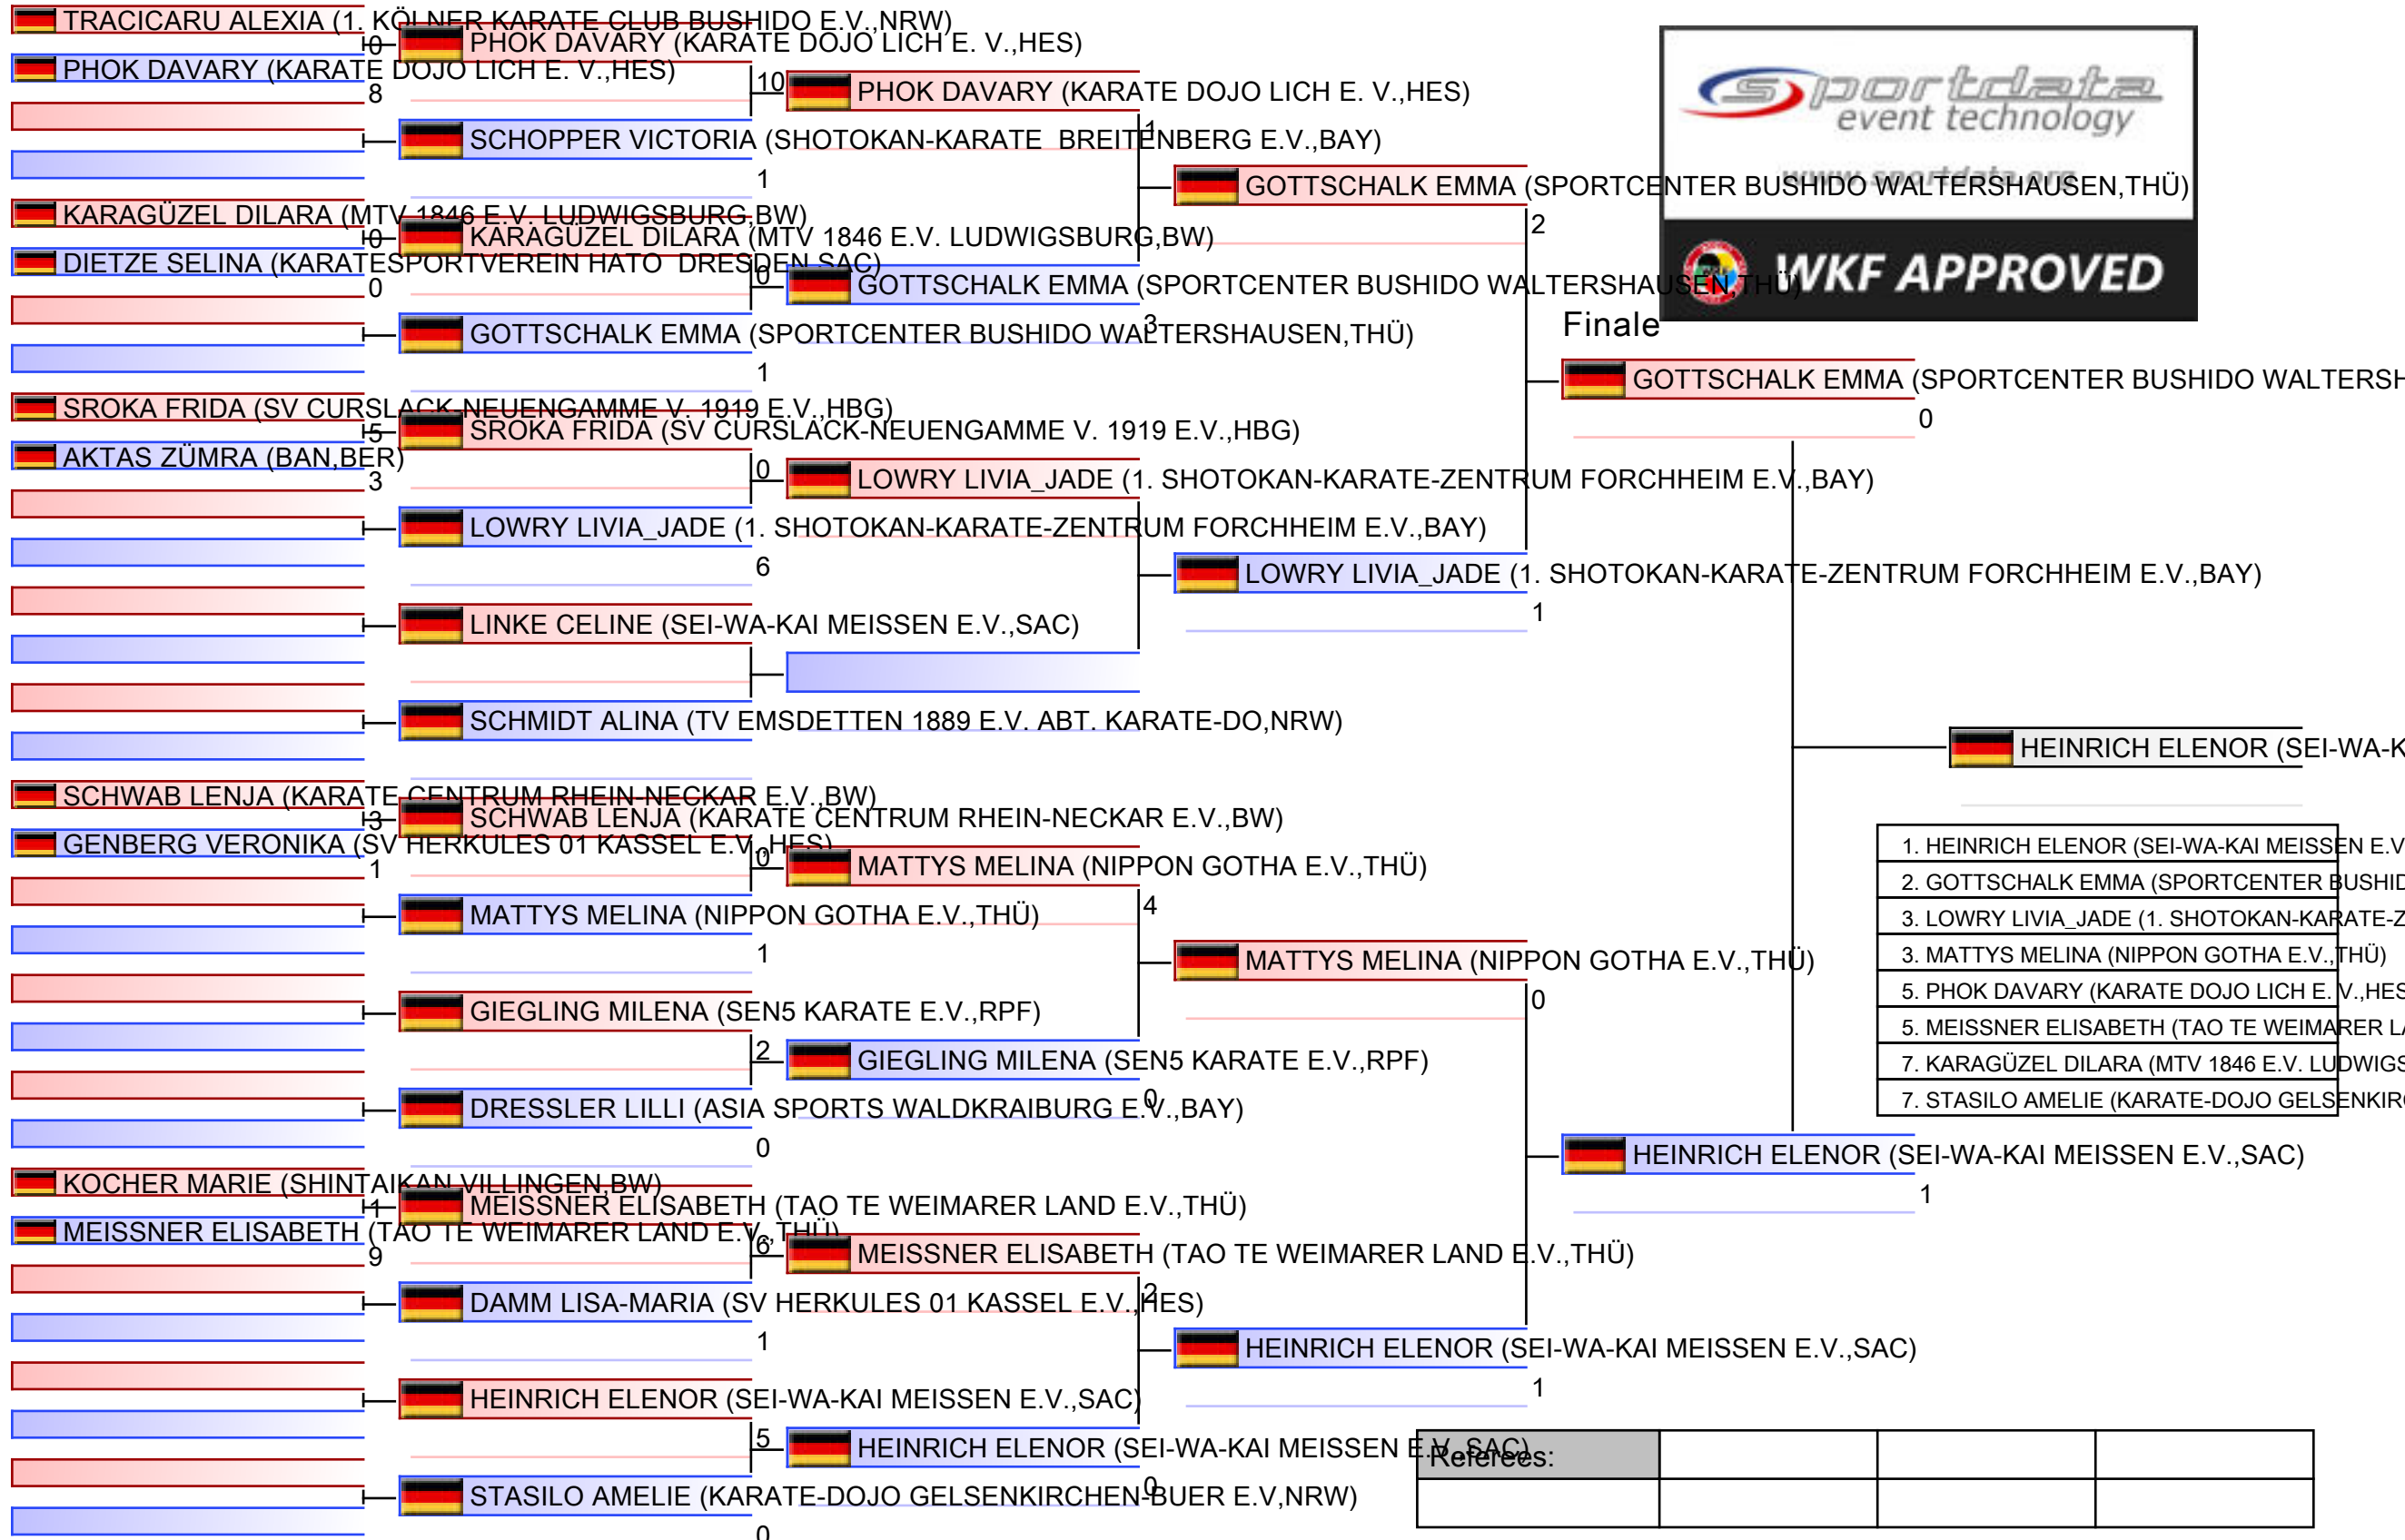 TRACICARU ALEXIA (1. KÖLNER KARATE CLUB BUSHIDO E.V.,NRW)
0
PHOK DAVARY (KARATE DOJO LICH E. V.,HES)
8
KARAGÜZEL DILARA (MTV 1846 E.V. LUDWIGSBURG,BW)
0
DIETZE SELINA (KARATESPORTVEREIN HATO  DRESDEN,SAC)
0
SROKA FRIDA (SV CURSLACK-NEUENGAMME V. 1919 E.V.,HBG)
5
AKTAS ZÜMRA (BAN,BER)
3
SCHWAB LENJA (KARATE CENTRUM RHEIN-NECKAR E.V.,BW)
3
GENBERG VERONIKA (SV HERKULES 01 KASSEL E.V.,HES)
1
KOCHER MARIE (SHINTAIKAN VILLINGEN,BW)
1
MEISSNER ELISABETH (TAO TE WEIMARER LAND E.V.,THÜ)
9
PHOK DAVARY (KARATE DOJO LICH E. V.,HES)
10
SCHOPPER VICTORIA (SHOTOKAN-KARATE  BREITENBERG E.V.,BAY)
1
KARAGÜZEL DILARA (MTV 1846 E.V. LUDWIGSBURG,BW)
0
GOTTSCHALK EMMA (SPORTCENTER BUSHIDO WALTERSHAUSEN,THÜ)
1
SROKA FRIDA (SV CURSLACK-NEUENGAMME V. 1919 E.V.,HBG)
0
LOWRY LIVIA_JADE (1. SHOTOKAN-KARATE-ZENTRUM FORCHHEIM E.V.,BAY)
6
LINKE CELINE (SEI-WA-KAI MEISSEN E.V.,SAC)
SCHMIDT ALINA (TV EMSDETTEN 1889 E.V. ABT. KARATE-DO,NRW)
SCHWAB LENJA (KARATE CENTRUM RHEIN-NECKAR E.V.,BW)
0
MATTYS MELINA (NIPPON GOTHA E.V.,THÜ)
1
GIEGLING MILENA (SEN5 KARATE E.V.,RPF)
2
DRESSLER LILLI (ASIA SPORTS WALDKRAIBURG E.V.,BAY)
0
MEISSNER ELISABETH (TAO TE WEIMARER LAND E.V.,THÜ)
6
DAMM LISA-MARIA (SV HERKULES 01 KASSEL E.V.,HES)
1
HEINRICH ELENOR (SEI-WA-KAI MEISSEN E.V.,SAC)
5
STASILO AMELIE (KARATE-DOJO GELSENKIRCHEN-BUER E.V,NRW)
0
PHOK DAVARY (KARATE DOJO LICH E. V.,HES)
1
GOTTSCHALK EMMA (SPORTCENTER BUSHIDO WALTERSHAUSEN,THÜ)
3
LOWRY LIVIA_JADE (1. SHOTOKAN-KARATE-ZENTRUM FORCHHEIM E.V.,BAY)
MATTYS MELINA (NIPPON GOTHA E.V.,THÜ)
4
GIEGLING MILENA (SEN5 KARATE E.V.,RPF)
0
MEISSNER ELISABETH (TAO TE WEIMARER LAND E.V.,THÜ)
2
HEINRICH ELENOR (SEI-WA-KAI MEISSEN E.V.,SAC)
0
GOTTSCHALK EMMA (SPORTCENTER BUSHIDO WALTERSHAUSEN,THÜ)
2
LOWRY LIVIA_JADE (1. SHOTOKAN-KARATE-ZENTRUM FORCHHEIM E.V.,BAY)
1
MATTYS MELINA (NIPPON GOTHA E.V.,THÜ)
0
HEINRICH ELENOR (SEI-WA-KAI MEISSEN E.V.,SAC)
1
sportdata
event technology
www.sportdata.org
WKF APPROVED
Finale
GOTTSCHALK EMMA (SPORTCENTER BUSHIDO WALTERSH
0
HEINRICH ELENOR (SEI-WA-KAI MEISSEN E.V.,SAC)
1
HEINRICH ELENOR (SEI-WA-K
1. HEINRICH ELENOR (SEI-WA-KAI MEISSEN E.V
2. GOTTSCHALK EMMA (SPORTCENTER BUSHID
3. LOWRY LIVIA_JADE (1. SHOTOKAN-KARATE-Z
3. MATTYS MELINA (NIPPON GOTHA E.V.,THÜ)
5. PHOK DAVARY (KARATE DOJO LICH E. V.,HES
5. MEISSNER ELISABETH (TAO TE WEIMARER LA
7. KARAGÜZEL DILARA (MTV 1846 E.V. LUDWIGS
7. STASILO AMELIE (KARATE-DOJO GELSENKIRC
Referees: